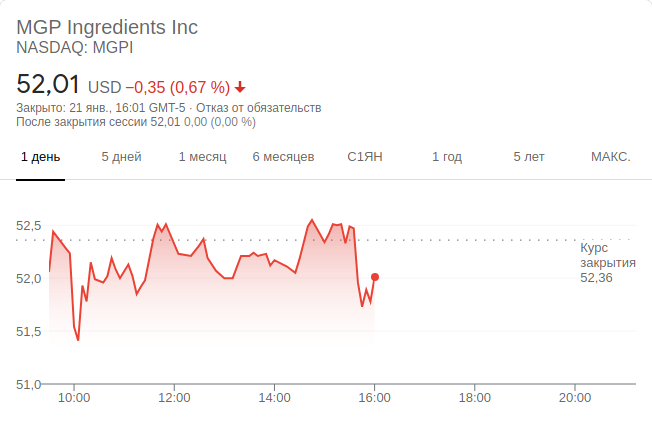 MGP Ingredients Inc
NASDAQ: MGPI
52,01 USD −0,35 (0,67 %)
Закрыто: 21 янв., 16:01 GMT-5 · Отказ от обязательств
После закрытия сессии 52,01 0,00 (0,00 %)
1 день 5 дней 1 месяц 6 месяцев С1ЯН 1 год 5 лет МАКС.
52,5
Курс
закрытия
52,36
52,0
51,5
51,0
10:00 12:00 14:00 16:00 18:00 20:00